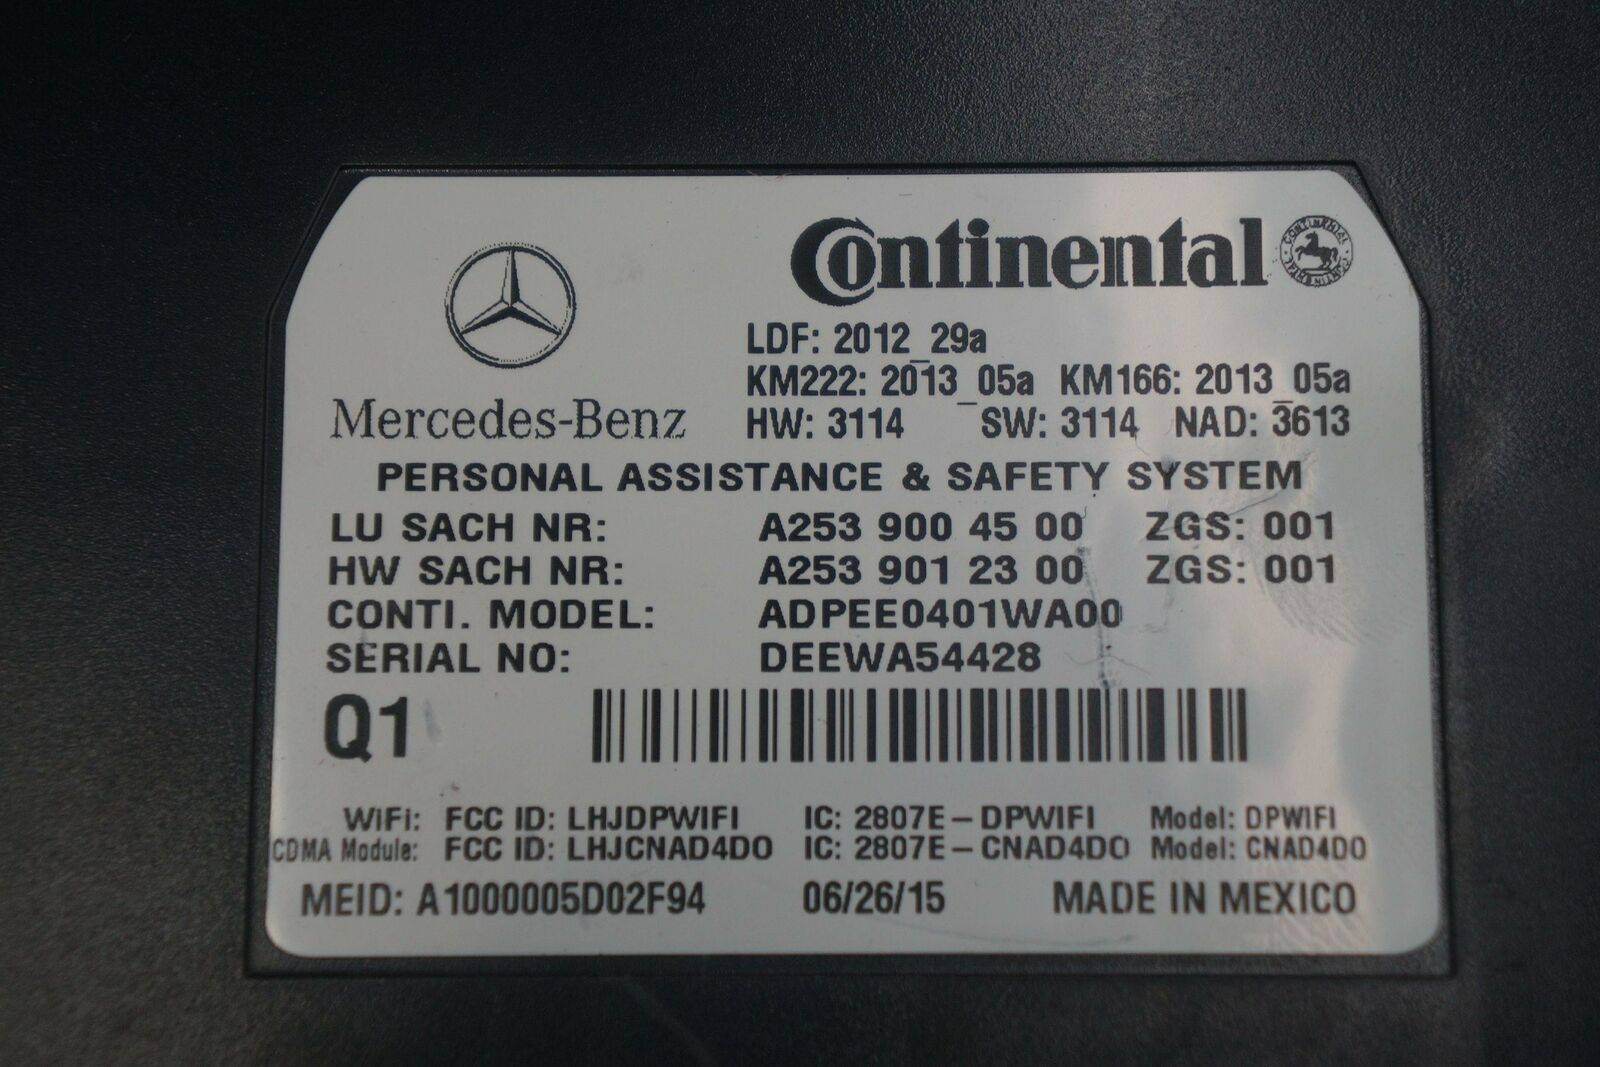 Continental
CONTINENTAL CONTINENTAL
LDF: 2012_29a
KM222: 2013_05a KM166: 2013_05a
Mercedes-Benz
HW: 3114 SW: 3114 NAD: 3613
PERSONAL ASSISTANCE & SAFETY SYSTEM
LU SACH NR: A253 900 45 00 ZGS: 001
HW SACH NR: A253 901 23 00 ZGS: 001
CONTI. MODEL: ADPEE0401WA00
SERIAL NO: DEEWA54428
Q1
WiFi: FCC ID: LHJDPWIFI IC: 2807E-DPWIFI Model: DPWIFI
CDMA Module: FCC ID: LHJCNAD4DO IC: 2807E-CNAD4DO Model: CNAD4DO
MEID: A1000005D02F94 06/26/15 MADE IN MEXICO